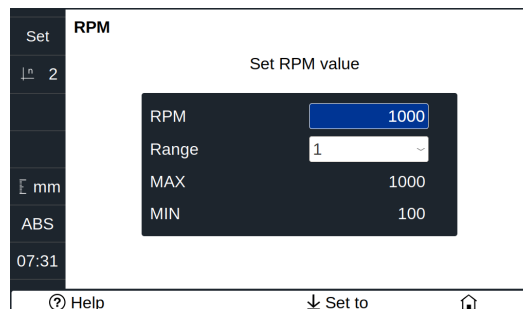 Set
n 2
mm
ABS
07:31
RPM
Set RPM value
RPM 1000
Range 1
MAX 1000
MIN 100
? Help
Set to